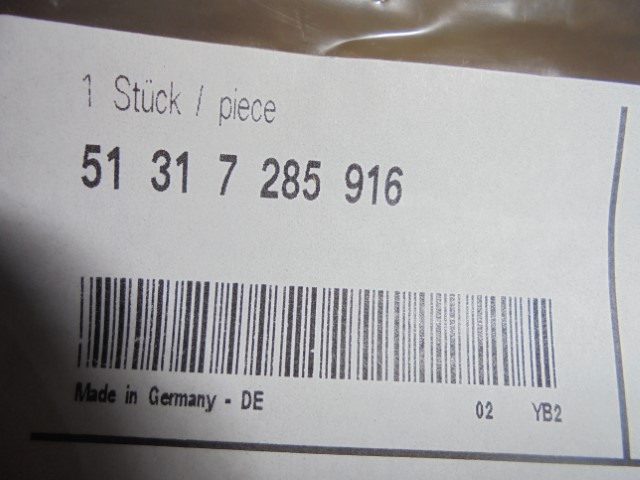 1 Stück / piece
51 31 7 285 916
Made in Germany - DE 02 YB2